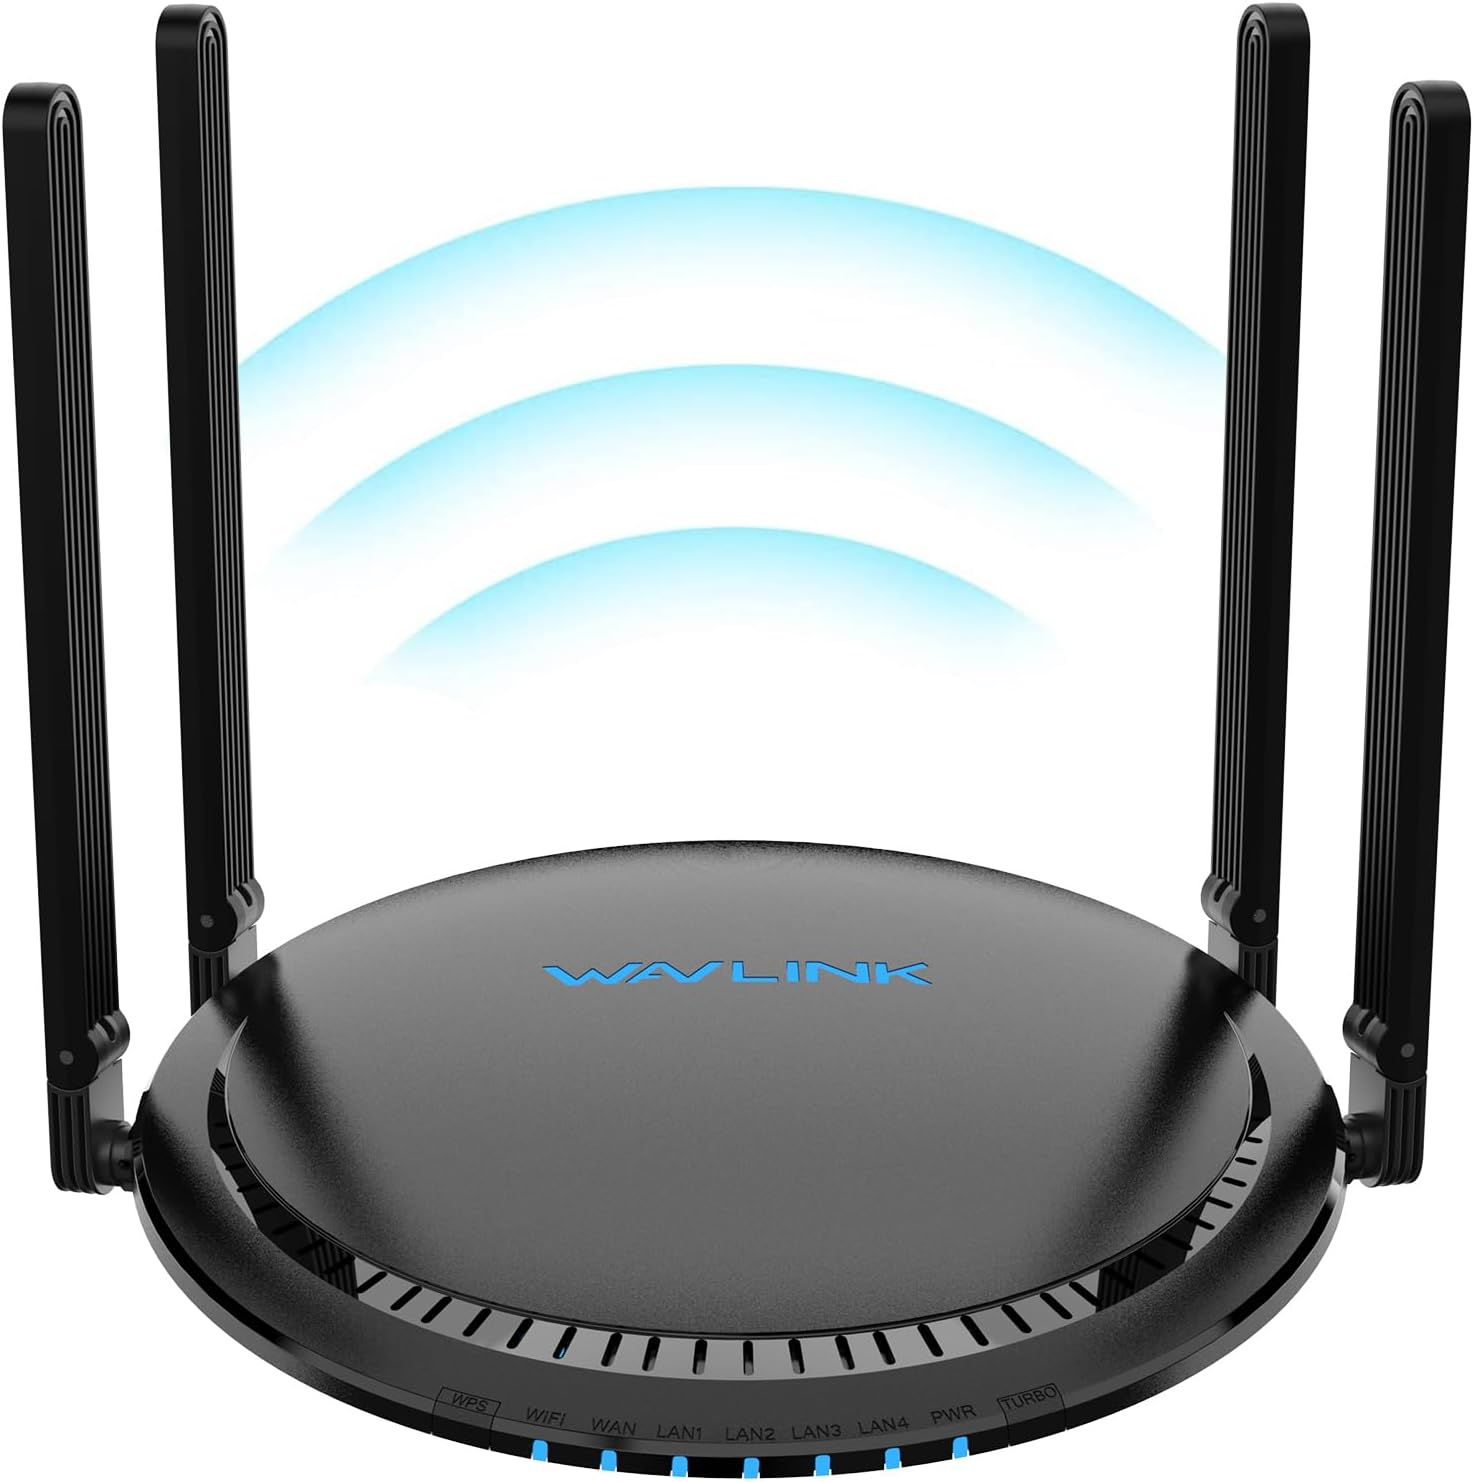 WAVLINK
WPS WIFI WAN LAN1 LAN2 LAN3 LAN4 PWR TURBO